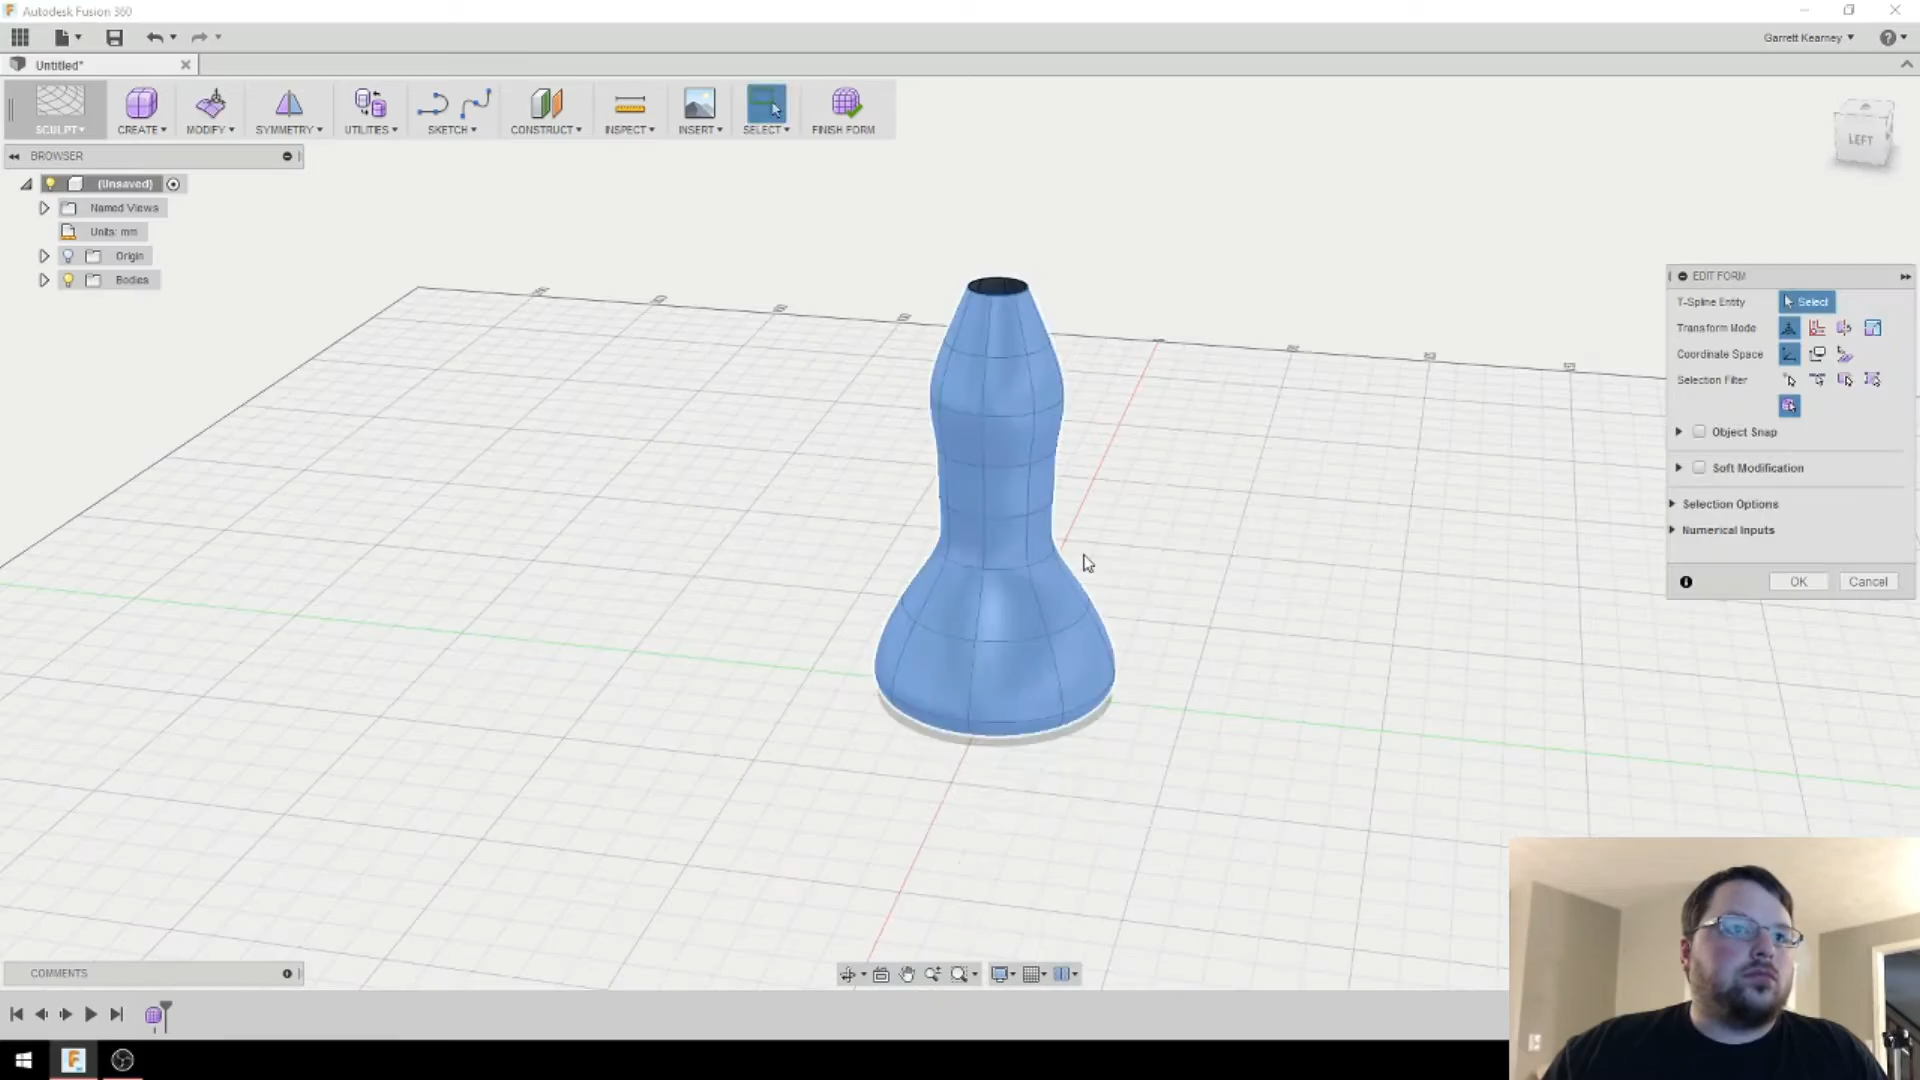 Autodesk Fusion 360
Garrett Kearney
Untitled*
SCULPT
CREATE
MODIFY
SYMMETRY
UTILITIES
SKETCH
CONSTRUCT
INSPECT
INSERT
SELECT
FINISH FORM
LEFT
BROWSER
(Unsaved)
Named Views
Units: mm
Origin
Bodies
EDIT FORM
T-Spline Entity
Select
Transform Mode
Coordinate Space
Selection Filter
Object Snap
Soft Modification
Selection Options
Numerical Inputs
OK
Cancel
COMMENTS